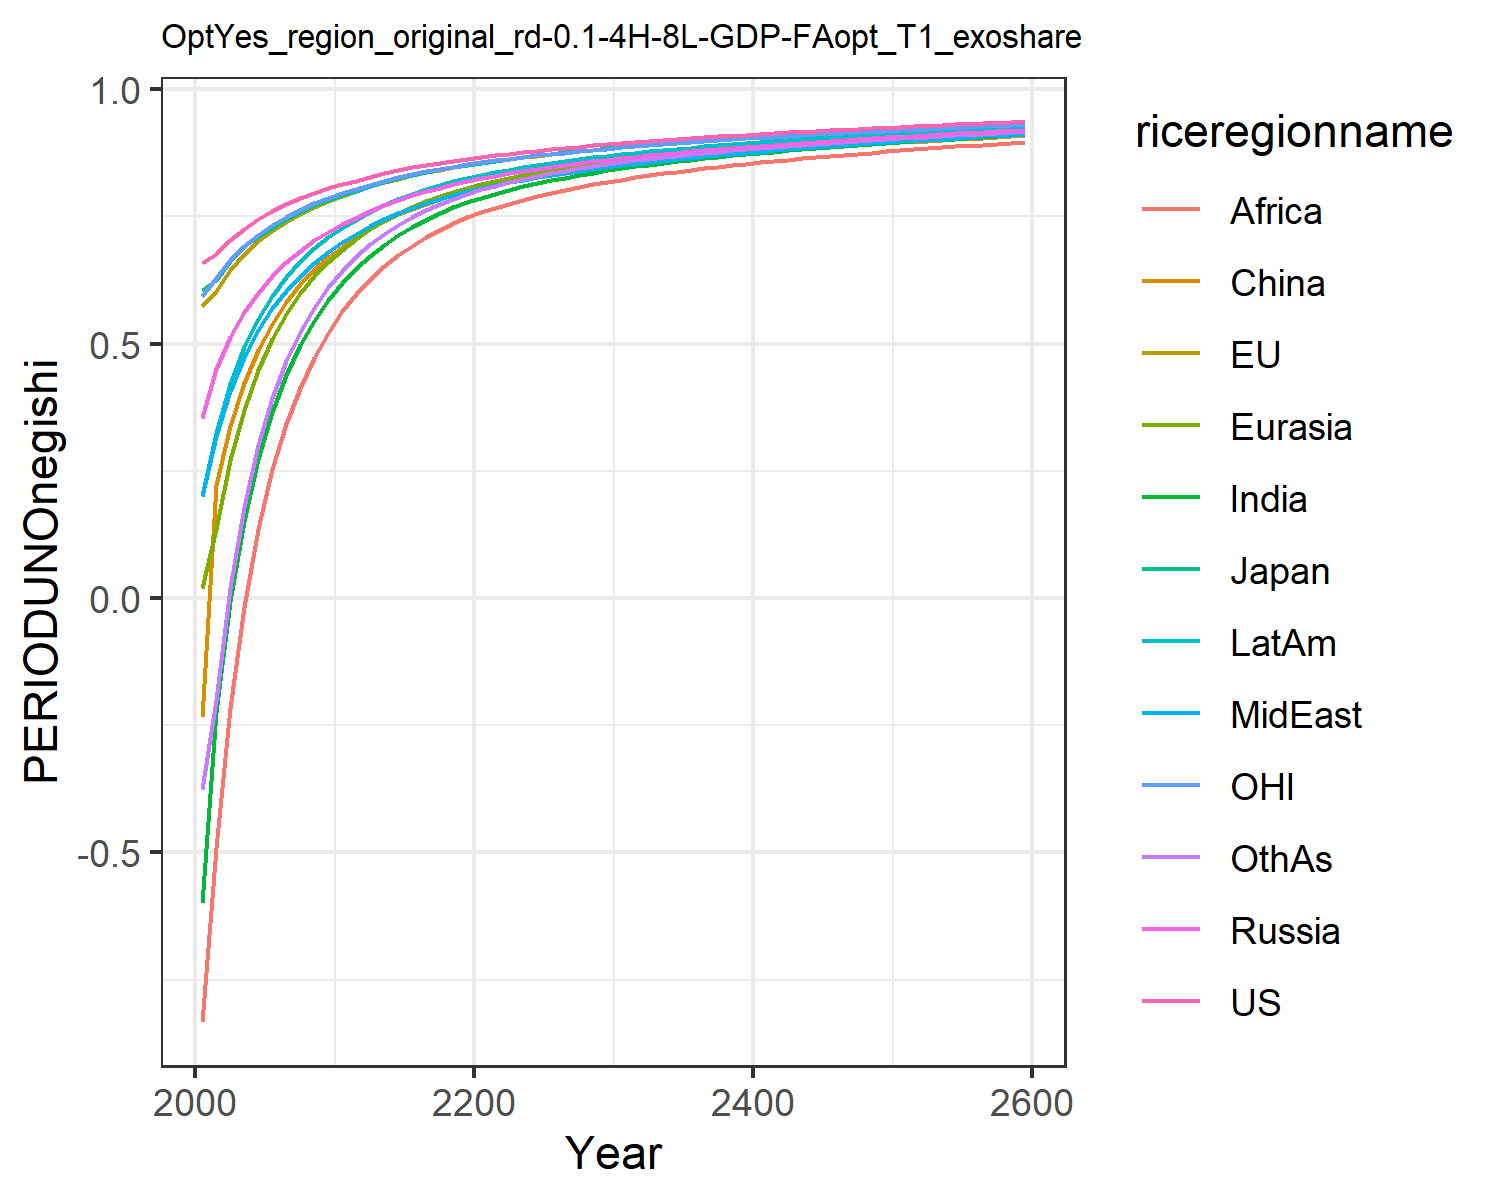 OptYes_region_original_rd-0.1-4H-8L-GDP-FAopt_T1_exoshare
1.0
0.5
0.0
-0.5
PERIODUNOnegishi
2000
2200
2400
2600
Year
riceregionname
Africa
China
EU
Eurasia
India
Japan
LatAm
MidEast
OHI
OthAs
Russia
US